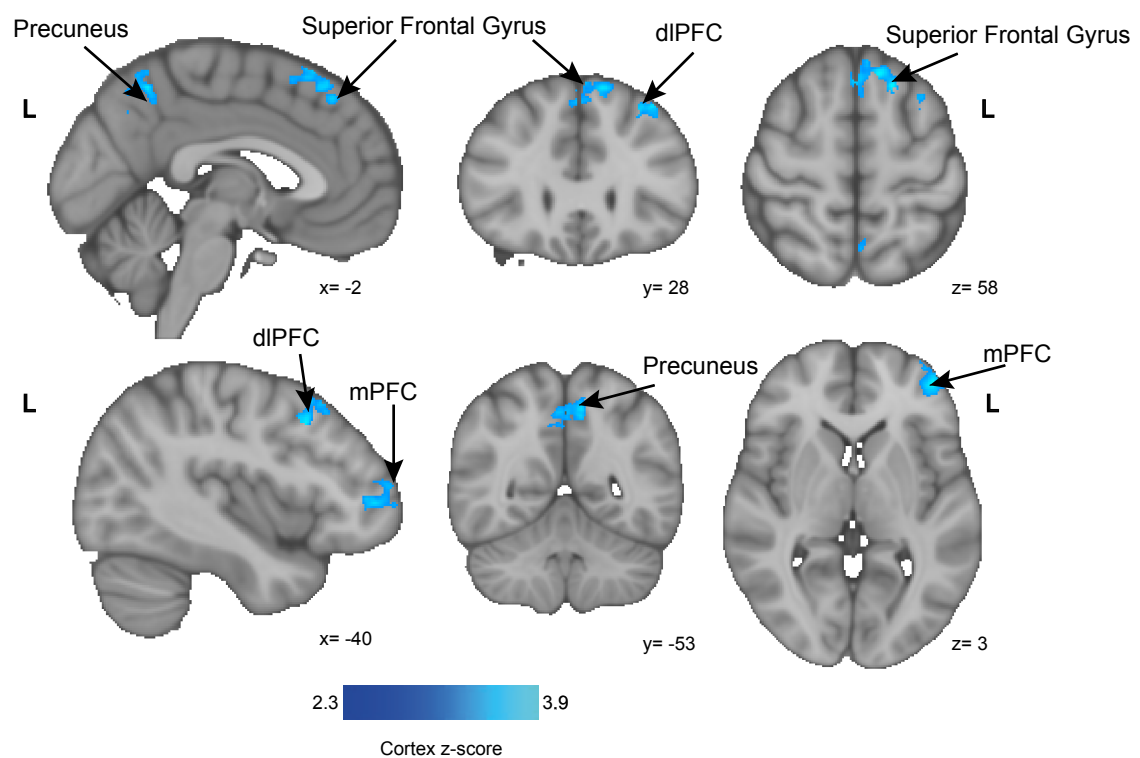 Precuneus
Superior Frontal Gyrus
dlPFC
Superior Frontal Gyrus
L
L
x= -2
y= 28
z= 58
dlPFC
mPFC
Precuneus
mPFC
L
L
x= -40
y= -53
z= 3
2.3
3.9
Cortex z-score